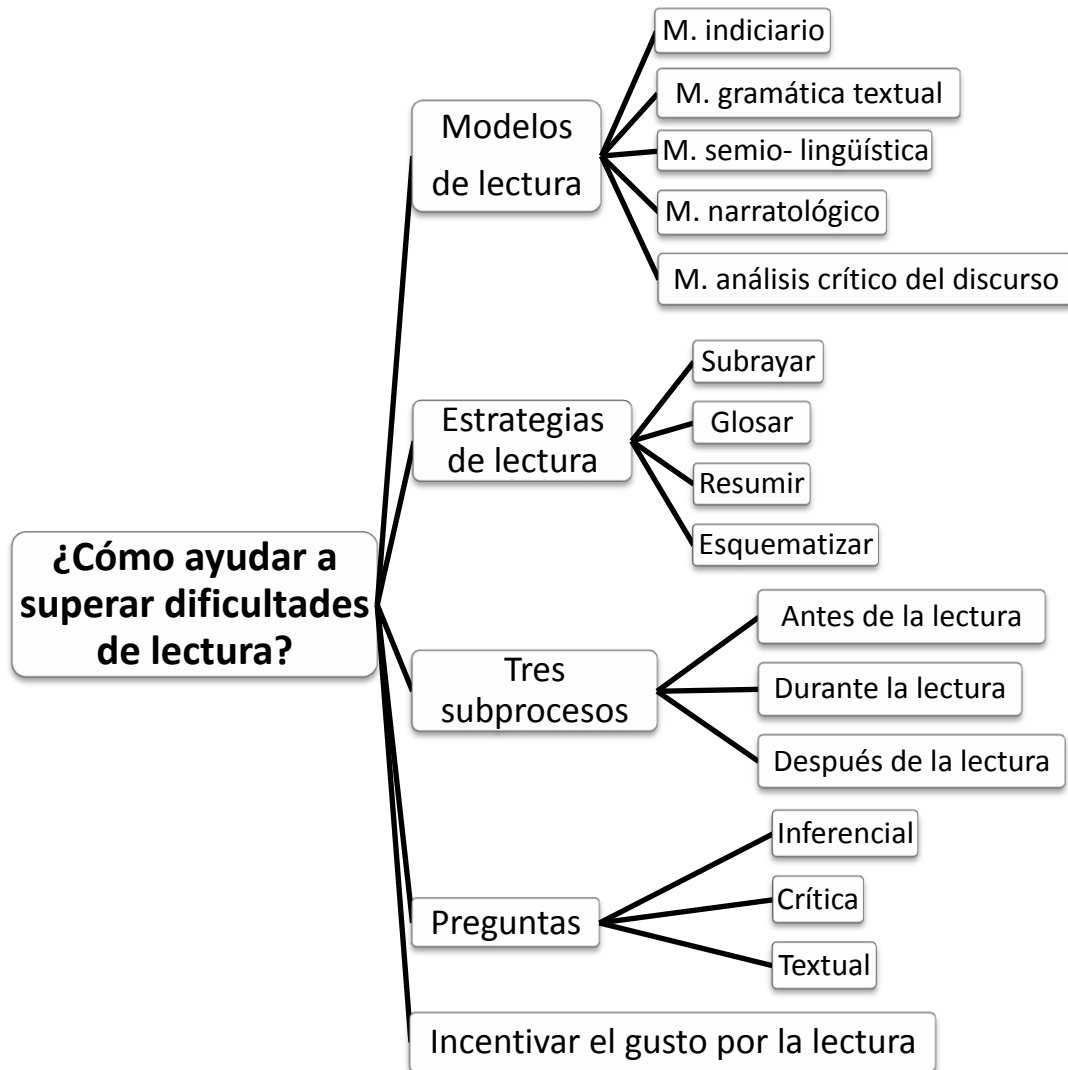 ¿Cómo ayudar a
superar dificultades
de lectura?
Modelos
de lectura
M. indiciario
M. gramática textual
M. semio- lingüística
M. narratológico
M. análisis crítico del discurso
Estrategias
de lectura
Subrayar
Glosar
Resumir
Esquematizar
Tres
subprocesos
Antes de la lectura
Durante la lectura
Después de la lectura
Preguntas
Inferencial
Crítica
Textual
Incentivar el gusto por la lectura